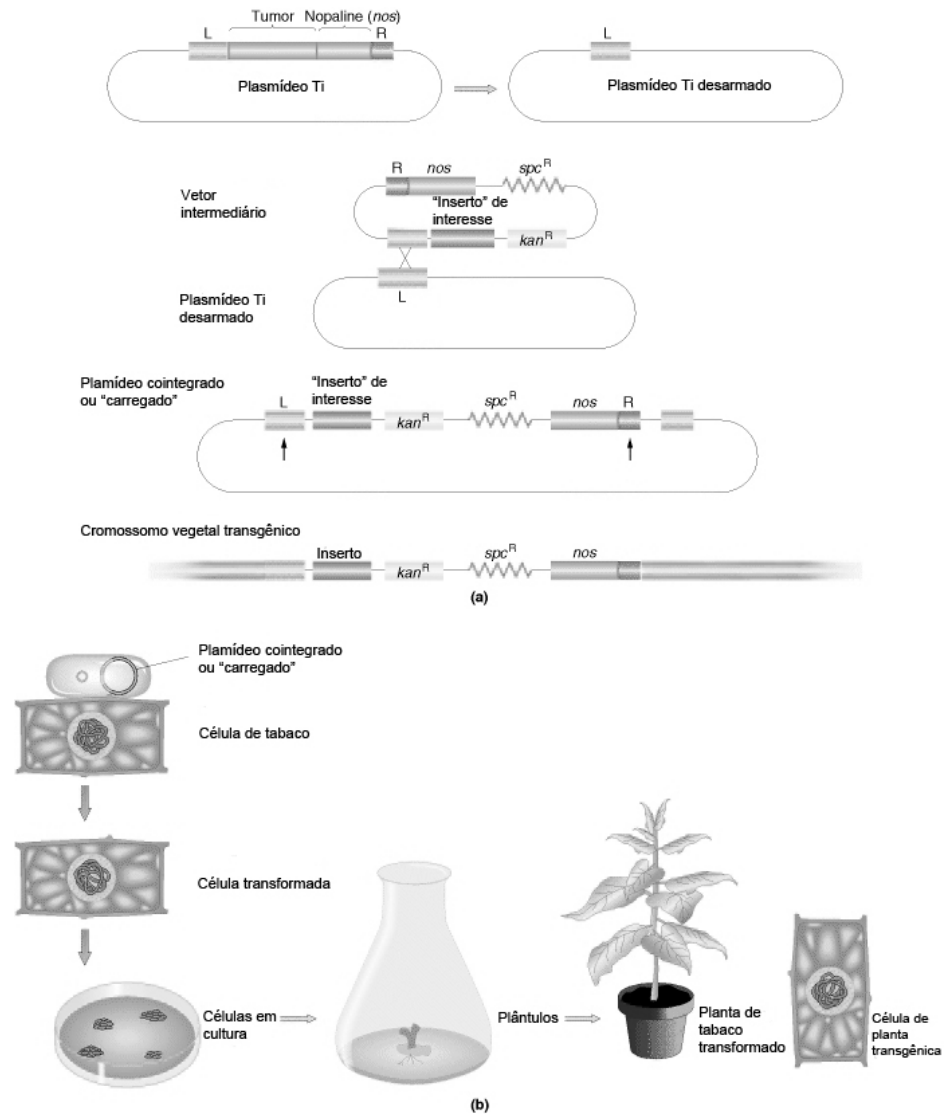 Tumor Nopaline (nos)
L R
Plasmídeo Ti
L
Plasmídeo Ti desarmado
R nos spcR
Vetor
intermediário
"Inserto" de
interesse
kanR
L
Plasmídeo Ti
desarmado
Plamídeo cointegrado
ou "carregado"
"Inserto" de
interesse
L kanR spcR nos R
Cromossomo vegetal transgênico
Inserto kanR spcR nos
(a)
Plamídeo cointegrado
ou "carregado"
Célula de tabaco
Célula transformada
Células em
cultura
Plântulos
Planta de
tabaco
transformado
Célula de
planta
transgênica
(b)